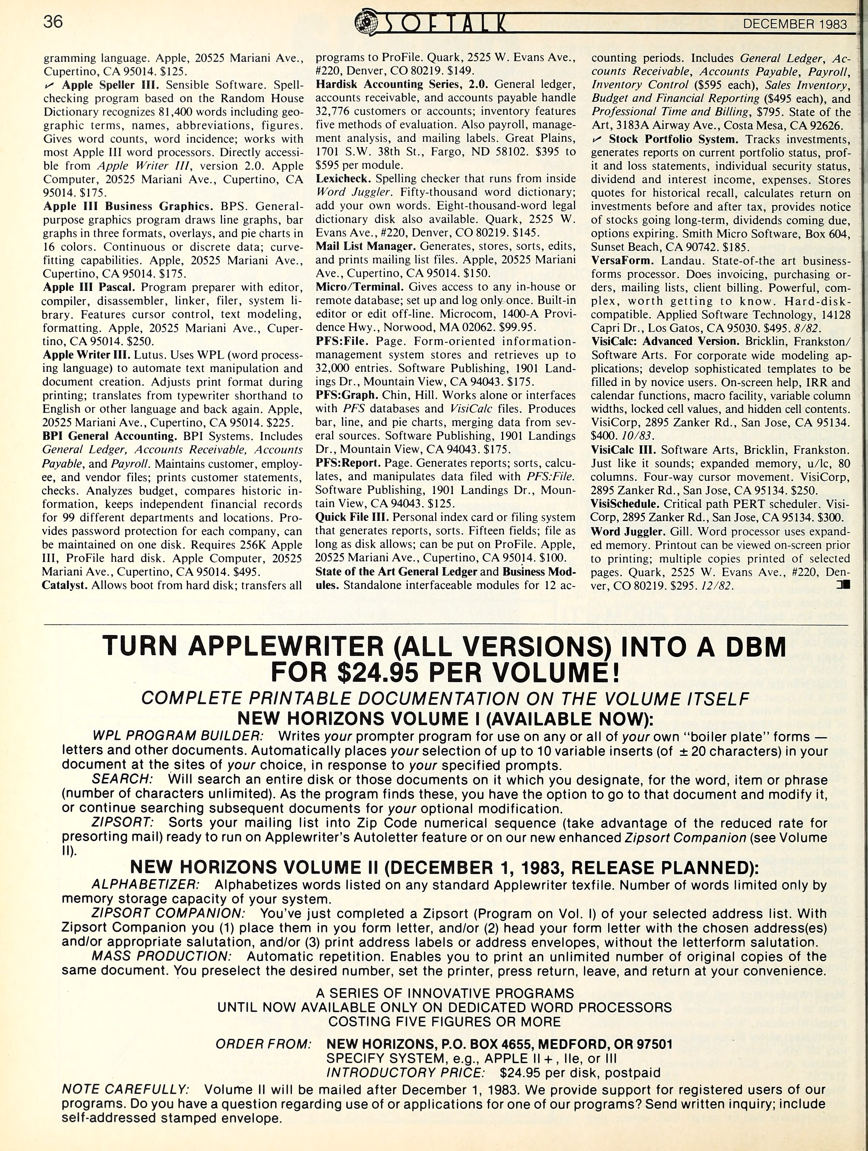 36
SOFTALK
DECEMBER 1983
gramming language. Apple, 20525 Mariani Ave.,
Cupertino, CA 95014. $125.
✓ Apple Speller III. Sensible Software. Spell-
checking program based on the Random House
Dictionary recognizes 81,400 words including geo-
graphic terms, names, abbreviations, figures.
Gives word counts, word incidence; works with
most Apple III word processors. Directly accessi-
ble from Apple Writer III, version 2.0. Apple
Computer, 20525 Mariani Ave., Cupertino, CA
95014. $175.
Apple III Business Graphics. BPS. General-
purpose graphics program draws line graphs, bar
graphs in three formats, overlays, and pie charts in
16 colors. Continuous or discrete data; curve-
fitting capabilities. Apple, 20525 Mariani Ave.,
Cupertino, CA 95014. $175.
Apple III Pascal. Program preparer with editor,
compiler, disassembler, linker, filer, system li-
brary. Features cursor control, text modeling,
formatting. Apple, 20525 Mariani Ave., Cuper-
tino, CA 95014. $250.
Apple Writer III. Lutus. Uses WPL (word process-
ing language) to automate text manipulation and
document creation. Adjusts print format during
printing; translates from typewriter shorthand to
English or other language and back again. Apple,
20525 Mariani Ave., Cupertino, CA 95014. $225.
BPI General Accounting. BPI Systems. Includes
General Ledger, Accounts Receivable, Accounts
Payable, and Payroll. Maintains customer, employ-
ee, and vendor files; prints customer statements,
checks. Analyzes budget, compares historic in-
formation, keeps independent financial records
for 99 different departments and locations. Pro-
vides password protection for each company, can
be maintained on one disk. Requires 256K Apple
III, ProFile hard disk. Apple Computer, 20525
Mariani Ave., Cupertino, CA 95014. $495.
Catalyst. Allows boot from hard disk; transfers all
programs to ProFile. Quark, 2525 W. Evans Ave.,
#220, Denver, CO 80219. $149.
Hardisk Accounting Series, 2.0. General ledger,
accounts receivable, and accounts payable handle
32,776 customers or accounts; inventory features
five methods of evaluation. Also payroll, manage-
ment analysis, and mailing labels. Great Plains,
1701 S.W. 38th St., Fargo, ND 58102. $395 to
$595 per module.
Lexicheck. Spelling checker that runs from inside
Word Juggler. Fifty-thousand word dictionary;
add your own words. Eight-thousand-word legal
dictionary disk also available. Quark, 2525 W.
Evans Ave., #220, Denver, CO 80219. $145.
Mail List Manager. Generates, stores, sorts, edits,
and prints mailing list files. Apple, 20525 Mariani
Ave., Cupertino, CA 95014. $150.
Micro/Terminal. Gives access to any in-house or
remote database; set up and log only once. Built-in
editor or edit off-line. Microcom, 1400-A Provi-
dence Hwy., Norwood, MA 02062. $99.95.
PFS:File. Page. Form-oriented information-
management system stores and retrieves up to
32,000 entries. Software Publishing, 1901 Land-
ings Dr., Mountain View, CA 94043. $175.
PFS:Graph. Chin, Hill. Works alone or interfaces
with PFS databases and VisiCalc files. Produces
bar, line, and pie charts, merging data from sev-
eral sources. Software Publishing, 1901 Landings
Dr., Mountain View, CA 94043. $175.
PFS:Report. Page. Generates reports; sorts, calcu-
lates, and manipulates data filed with PFS:File.
Software Publishing, 1901 Landings Dr., Moun-
tain View, CA 94043. $125.
Quick File III. Personal index card or filing system
that generates reports, sorts. Fifteen fields; file as
long as disk allows; can be put on ProFile. Apple,
20525 Mariani Ave., Cupertino, CA 95014. $100.
State of the Art General Ledger and Business Mod-
ules. Standalone interfaceable modules for 12 ac-
counting periods. Includes General Ledger, Ac-
counts Receivable, Accounts Payable, Payroll,
Inventory Control ($595 each), Sales Inventory,
Budget and Financial Reporting ($495 each), and
Professional Time and Billing, $795. State of the
Art, 3183A Airway Ave., Costa Mesa, CA 92626.
✓ Stock Portfolio System. Tracks investments,
generates reports on current portfolio status, prof-
it and loss statements, individual security status,
dividend and interest income, expenses. Stores
quotes for historical recall, calculates return on
investments before and after tax, provides notice
of stocks going long-term, dividends coming due,
options expiring. Smith Micro Software, Box 604,
Sunset Beach, CA 90742. $185.
VersaForm. Landau. State-of-the art business-
forms processor. Does invoicing, purchasing or-
ders, mailing lists, client billing. Powerful, com-
plex, worth getting to know. Hard-disk-
compatible. Applied Software Technology, 14128
Capri Dr., Los Gatos, CA 95030. $495. 8/82.
VisiCalc: Advanced Version. Bricklin, Frankston/
Software Arts. For corporate wide modeling ap-
plications; develop sophisticated templates to be
filled in by novice users. On-screen help, IRR and
calendar functions, macro facility, variable column
widths, locked cell values, and hidden cell contents.
VisiCorp, 2895 Zanker Rd., San Jose, CA 95134.
$400. 10/83.
VisiCalc III. Software Arts, Bricklin, Frankston.
Just like it sounds; expanded memory, u/lc, 80
columns. Four-way cursor movement. VisiCorp,
2895 Zanker Rd., San Jose, CA 95134. $250.
VisiSchedule. Critical path PERT scheduler. Visi-
Corp, 2895 Zanker Rd., San Jose, CA 95134. $300.
Word Juggler. Gill. Word processor uses expand-
ed memory. Printout can be viewed on-screen prior
to printing; multiple copies printed of selected
pages. Quark, 2525 W. Evans Ave., #220, Den-
ver, CO 80219. $295. 12/82.
TURN APPLEWRITER (ALL VERSIONS) INTO A DBM
FOR $24.95 PER VOLUME!
COMPLETE PRINTABLE DOCUMENTATION ON THE VOLUME ITSELF
NEW HORIZONS VOLUME I (AVAILABLE NOW):
WPL PROGRAM BUILDER: Writes your prompter program for use on any or all of your own "boiler plate" forms —
letters and other documents. Automatically places your selection of up to 10 variable inserts (of ± 20 characters) in your
document at the sites of your choice, in response to your specified prompts.
SEARCH: Will search an entire disk or those documents on it which you designate, for the word, item or phrase
(number of characters unlimited). As the program finds these, you have the option to go to that document and modify it,
or continue searching subsequent documents for your optional modification.
ZIPSORT: Sorts your mailing list into Zip Code numerical sequence (take advantage of the reduced rate for
presorting mail) ready to run on Applewriter's Autoletter feature or on our new enhanced Zipsort Companion (see Volume
II).
NEW HORIZONS VOLUME II (DECEMBER 1, 1983, RELEASE PLANNED):
ALPHABETIZER: Alphabetizes words listed on any standard Applewriter texfile. Number of words limited only by
memory storage capacity of your system.
ZIPSORT COMPANION: You've just completed a Zipsort (Program on Vol. I) of your selected address list. With
Zipsort Companion you (1) place them in you form letter, and/or (2) head your form letter with the chosen address(es)
and/or appropriate salutation, and/or (3) print address labels or address envelopes, without the letterform salutation.
MASS PRODUCTION: Automatic repetition. Enables you to print an unlimited number of original copies of the
same document. You preselect the desired number, set the printer, press return, leave, and return at your convenience.
A SERIES OF INNOVATIVE PROGRAMS
UNTIL NOW AVAILABLE ONLY ON DEDICATED WORD PROCESSORS
COSTING FIVE FIGURES OR MORE
ORDER FROM: NEW HORIZONS, P.O. BOX 4655, MEDFORD, OR 97501
SPECIFY SYSTEM, e.g., APPLE II +, IIe, or III
INTRODUCTORY PRICE: $24.95 per disk, postpaid
NOTE CAREFULLY: Volume II will be mailed after December 1, 1983. We provide support for registered users of our
programs. Do you have a question regarding use of or applications for one of our programs? Send written inquiry; include
self-addressed stamped envelope.